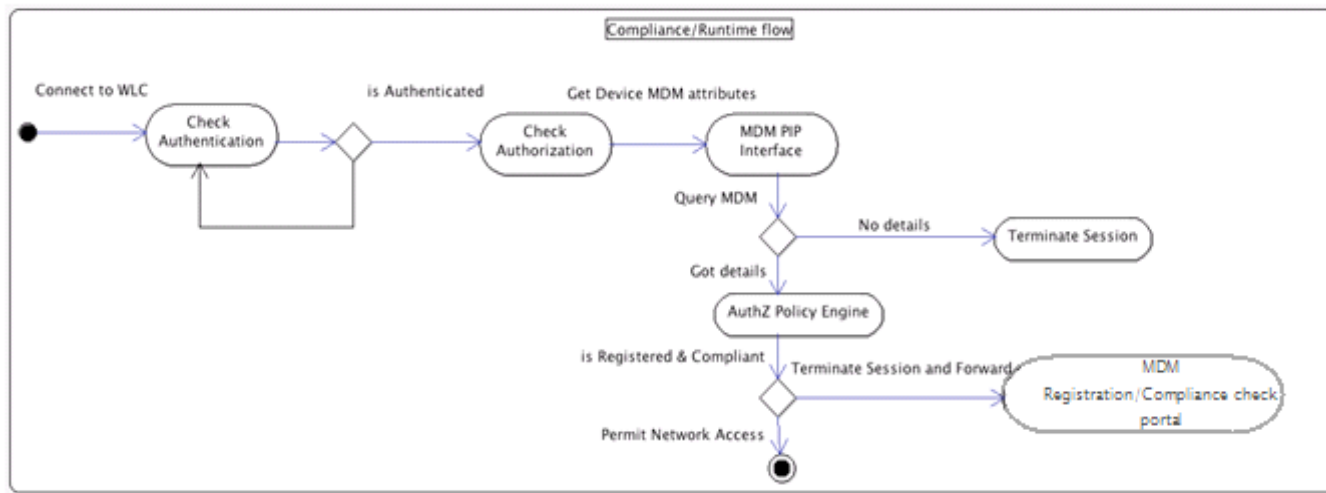 Compliance/Runtime flow
Connect to WLC
is Authenticated
Get Device MDM attributes
Check
Authentication
Check
Authorization
MDM PIP
Interface
Query MDM
No details
Terminate Session
Got details
AuthZ Policy Engine
is Registered & Compliant
Terminate Session and Forward
MDM
Registration/Compliance check
portal
Permit Network Access